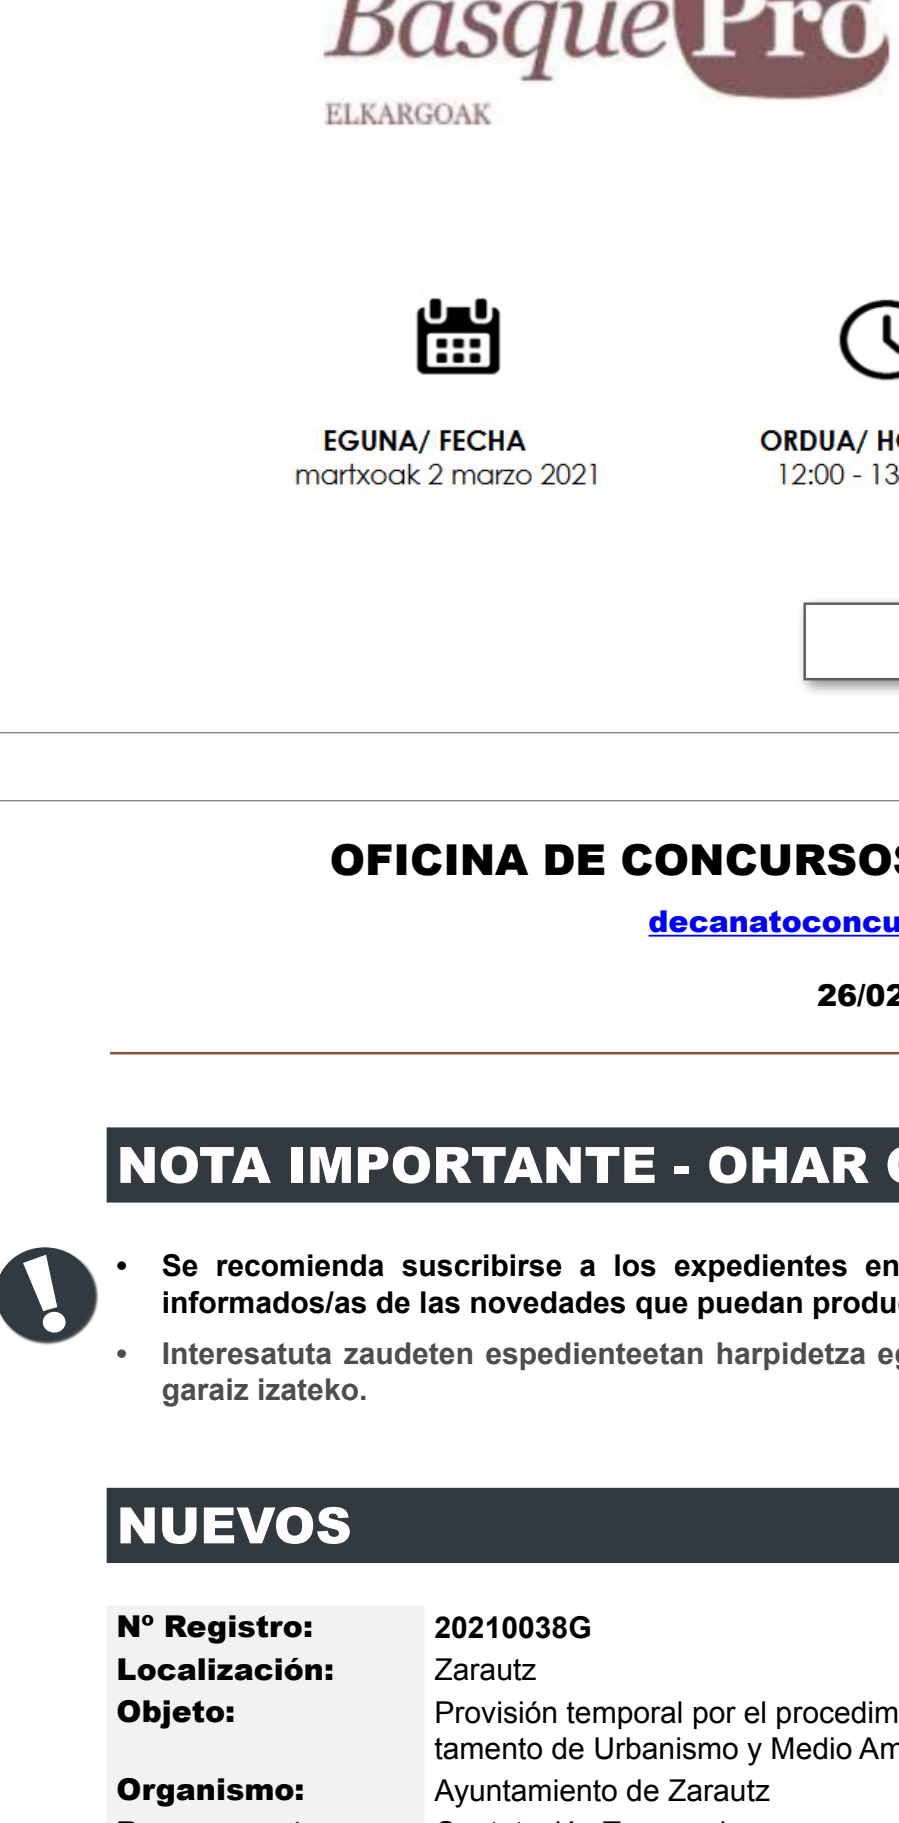 BasquePro
ELKARGOAK
EGUNA/ FECHA
martxoak 2 marzo 2021
ORDUA/
12:00 - 13
OFICINA DE CONCURSOS
decanatoconcu
26/02
NOTA IMPORTANTE - OHAR
• Se recomienda suscribirse a los expedientes en
informados/as de las novedades que puedan
• Interesatuta zaudeten espedienteetan harpidetza
garaiz izateko.
NUEVOS
Nº Registro: 20210038G
Localización: Zarautz
Objeto: Provisión temporal por el procedim
tamento de Urbanismo y Medio Am
Organismo: Ayuntamiento de Zarautz